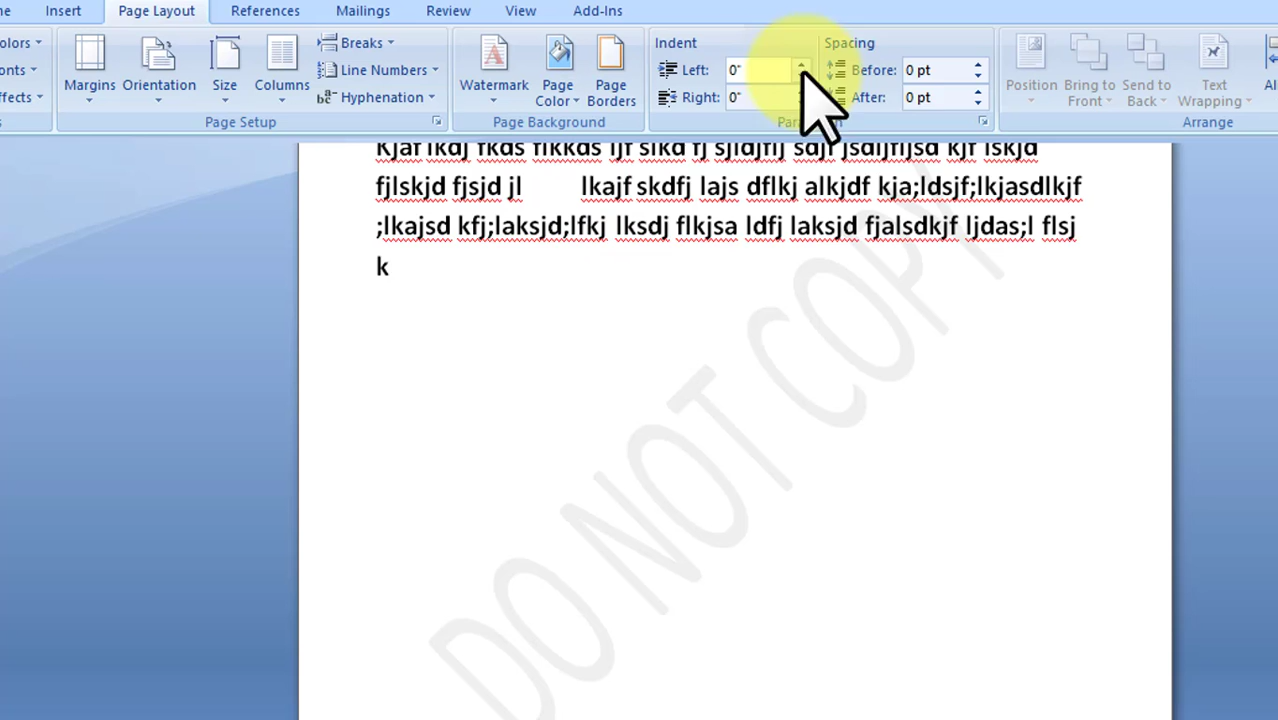 Page Layout References Mailings Review View Add-Ins
Insert
Breaks Indent Spacing
Line Numbers Left: 0" Before: 0 pt
Margins Orientation Size Columns Hyphenation Watermark Page Color Page Borders Right: 0" After: 0 pt Position Bring to Front Send to Back Text Wrapping
Page Setup Page Background Arrange
fjlskjd fjsjd jl lkajf skdfj lajs dflkj alkjdf kja;ldsjf;lkjasdlkjf
;lkajsd kfj;laksjd;lfkj lksdj flkjsa ldfj laksjd fjalsdkjf ljdas;l flsj
k
DO NOT COPY